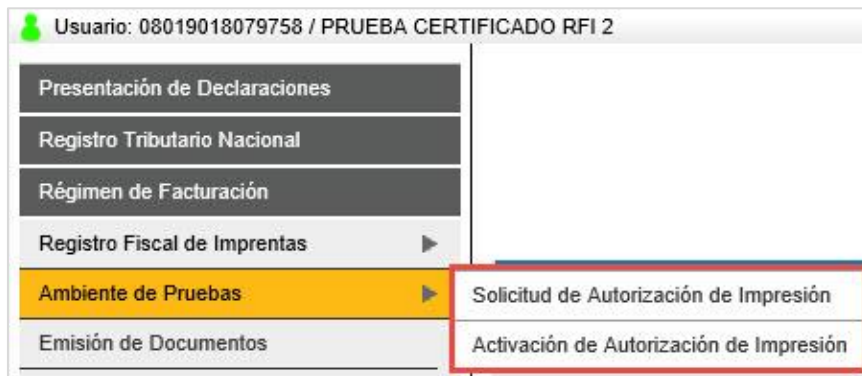 Usuario: 08019018079758 / PRUEBA CERTIFICADO RFI 2
Presentación de Declaraciones
Registro Tributario Nacional
Régimen de Facturación
Registro Fiscal de Imprentas
Ambiente de Pruebas
Solicitud de Autorización de Impresión
Emisión de Documentos
Activación de Autorización de Impresión